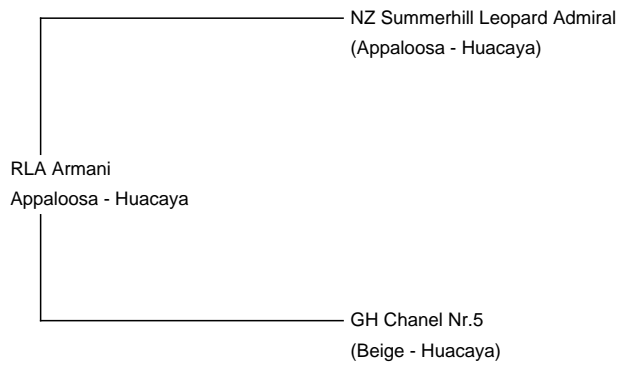 NZ Summerhill Leopard Admiral
(Appaloosa - Huacaya)
RLA Armani
Appaloosa - Huacaya
GH Chanel Nr.5
(Beige - Huacaya)